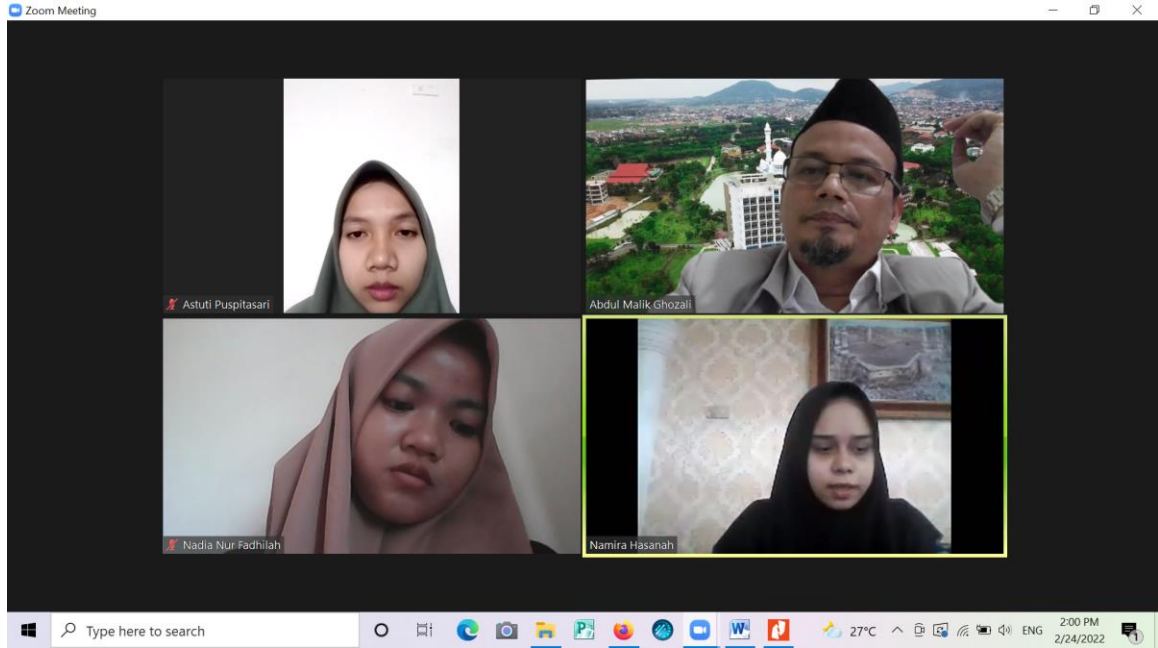 Zoom Meeting
Astuti Puspitasari
Abdul Malik Ghozali
Nadia Nur Fadhilah
Namira Hasanah
Type here to search
27°C
ENG
2:00 PM
2/24/2022
1